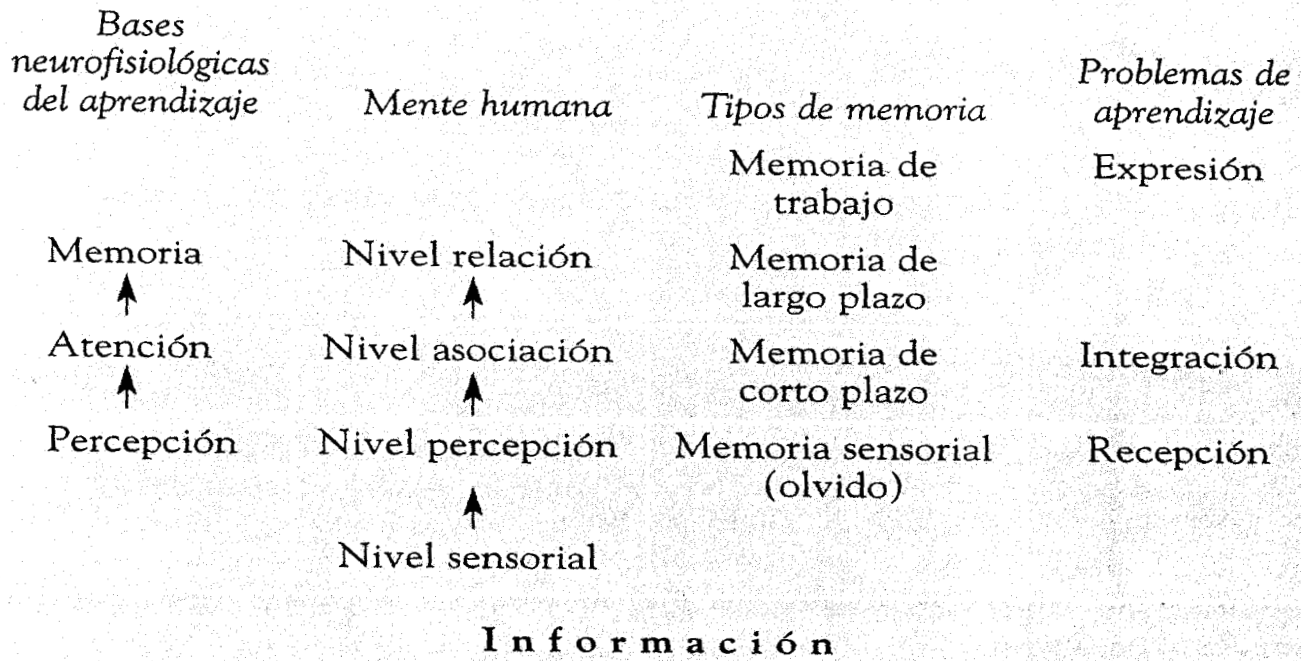 Bases
neurofisiológicas
del aprendizaje
Mente humana
Tipos de memoria
Problemas de
aprendizaje
Memoria de
trabajo
Expresión
Memoria
Nivel relación
Memoria de
largo plazo
Atención
Nivel asociación
Memoria de
corto plazo
Integración
Percepción
Nivel percepción
Memoria sensorial
(olvido)
Recepción
Nivel sensorial
Información